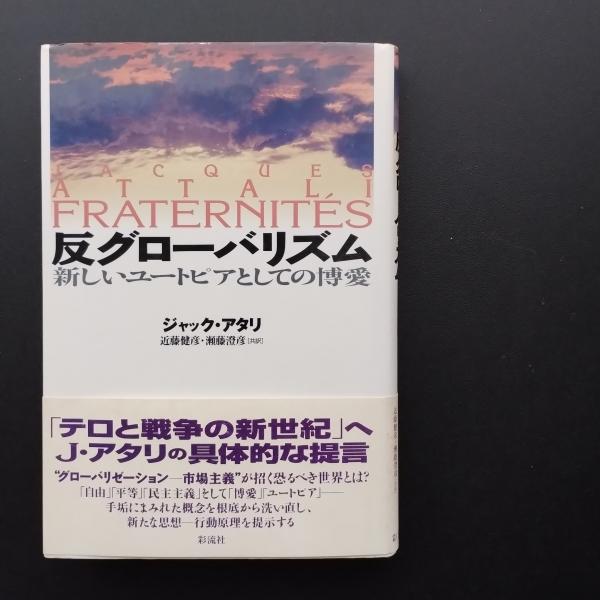 JACQUES
ATTALI
FRATERNITÉS
反グローバリズム
新しいユートピアとしての博愛
ジャック・アタリ
近藤健彦・瀬藤澄彦[共訳]
「テロと戦争の新世紀」へ
J・アタリの具体的な提言
“グローバリゼーション―市場主義”が招く恐るべき世界とは?
「自由」「平等」「民主主義」そして「博愛」「ユートピア」――
手垢にまみれた概念を根底から洗い直し、
新たな思想―行動原理を提示する
彩流社